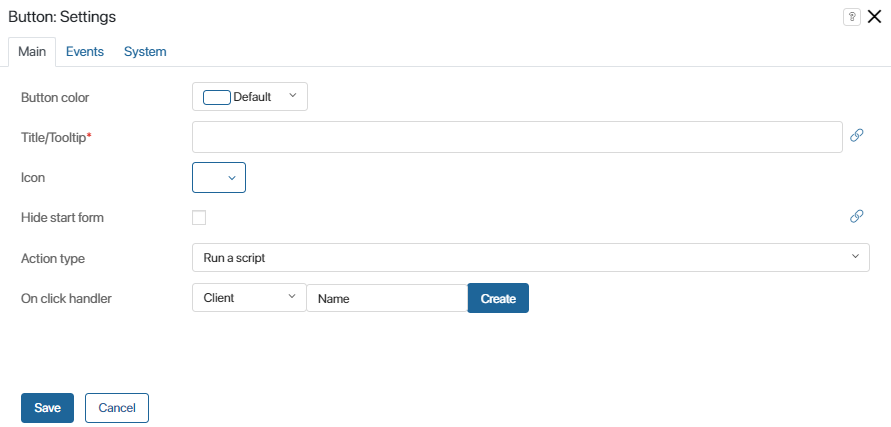 Button: Settings
?
Main Events System
Button color Default
Title/Tooltip*
Icon
Hide start form
Action type Run a script
On click handler Client Name Create
Save Cancel